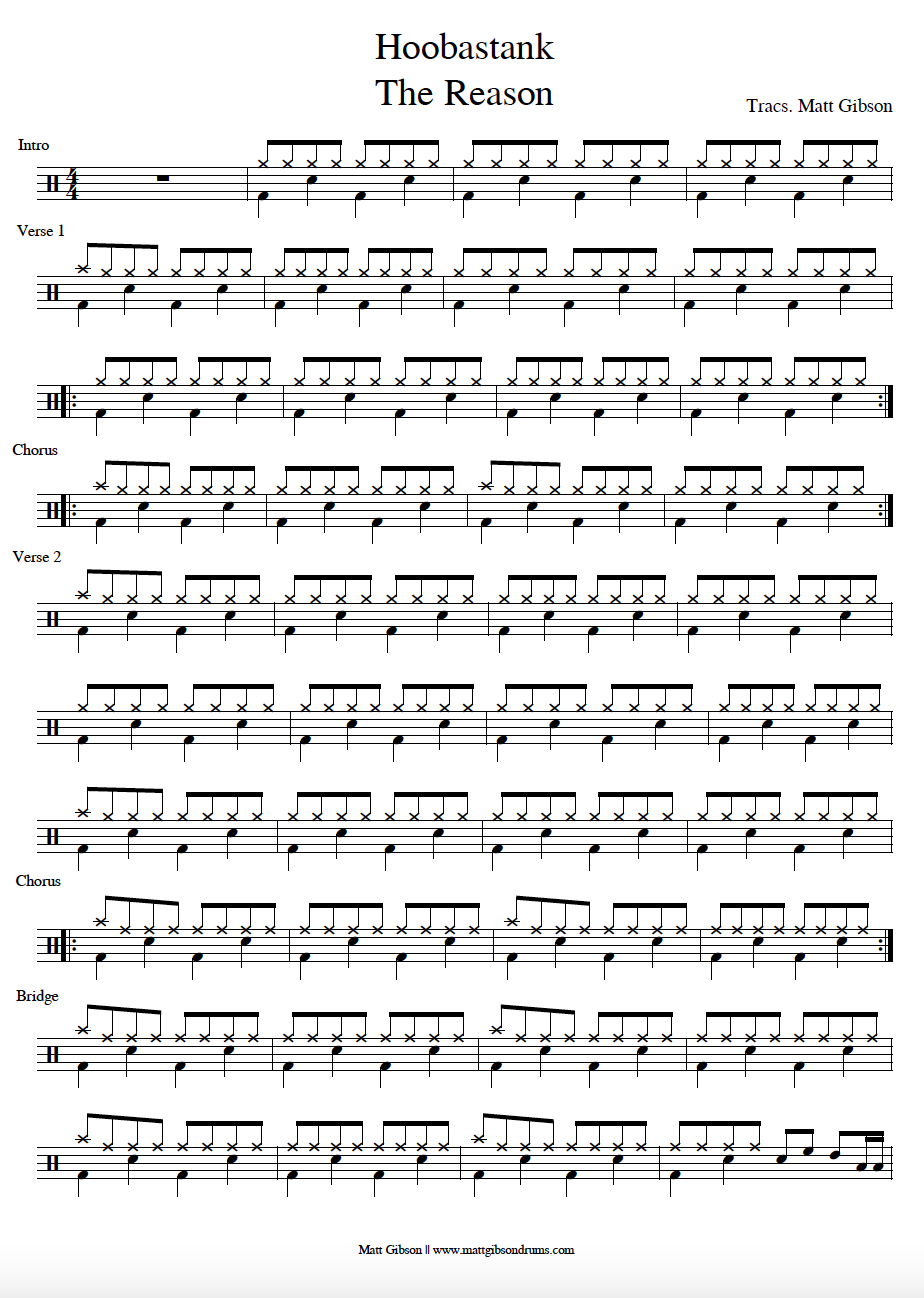 Hoobastank
The Reason
Tracs. Matt Gibson
Intro
4
4
Verse 1
Chorus
Verse 2
Chorus
Bridge
Matt Gibson || www.mattgibsondrums.com